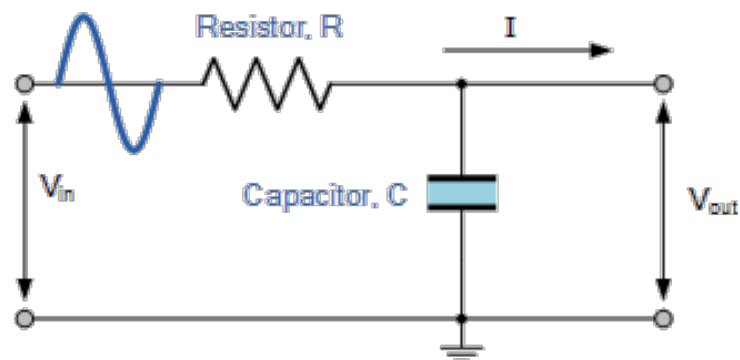 Resistor, R
I
Vin
Capacitor, C
Vout